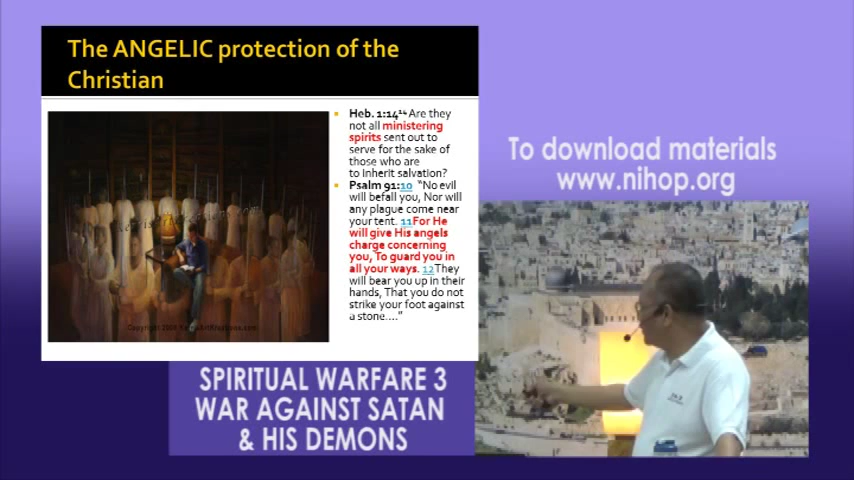 The ANGELIC protection of the
Christian
Heb. 1:14¹⁴ Are they
not all ministering
spirits sent out to
serve for the sake of
those who are
to inherit salvation?
Psalm 91:10 "No evil
will befall you, Nor will
any plague come near
your tent. 11For He
will give His angels
charge concerning
you, To guard you in
all your ways. 12They
will bear you up in their
hands, That you do not
strike your foot against
a stone...."
To download materials
www.nihop.org
SPIRITUAL WARFARE 3
WAR AGAINST SATAN
& HIS DEMONS